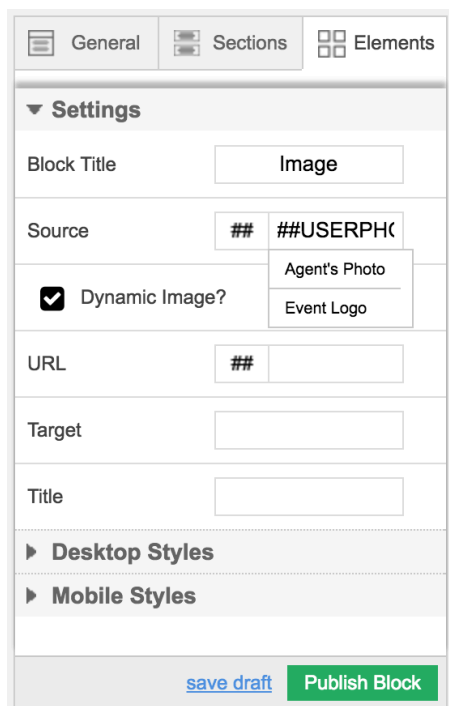 General Sections Elements
Settings
Block Title Image
Source ## ##USERPH
Agent's Photo
Dynamic Image?
Event Logo
URL ##
Target
Title
Desktop Styles
Mobile Styles
save draft Publish Block